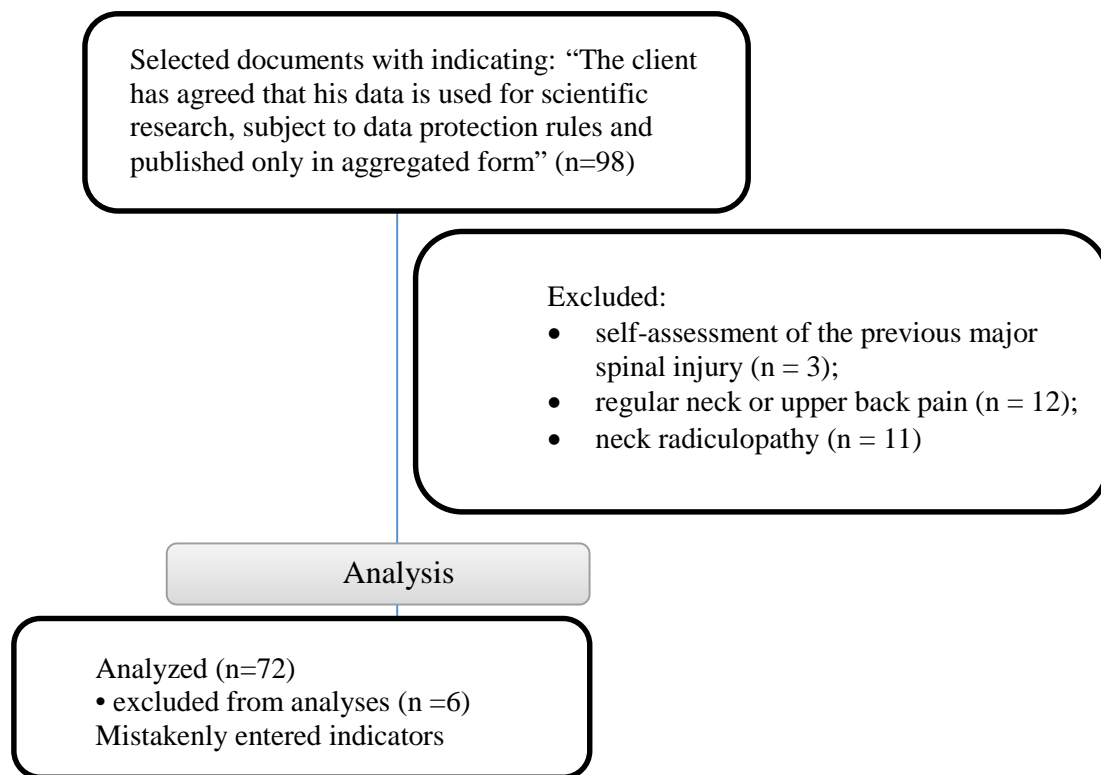 Selected documents with indicating: “The client
has agreed that his data is used for scientific
research, subject to data protection rules and
published only in aggregated form” (n=98)
Excluded:
• self-assessment of the previous major
spinal injury (n = 3);
• regular neck or upper back pain (n = 12);
• neck radiculopathy (n = 11)
Analysis
Analyzed (n=72)
• excluded from analyses (n =6)
Mistakenly entered indicators